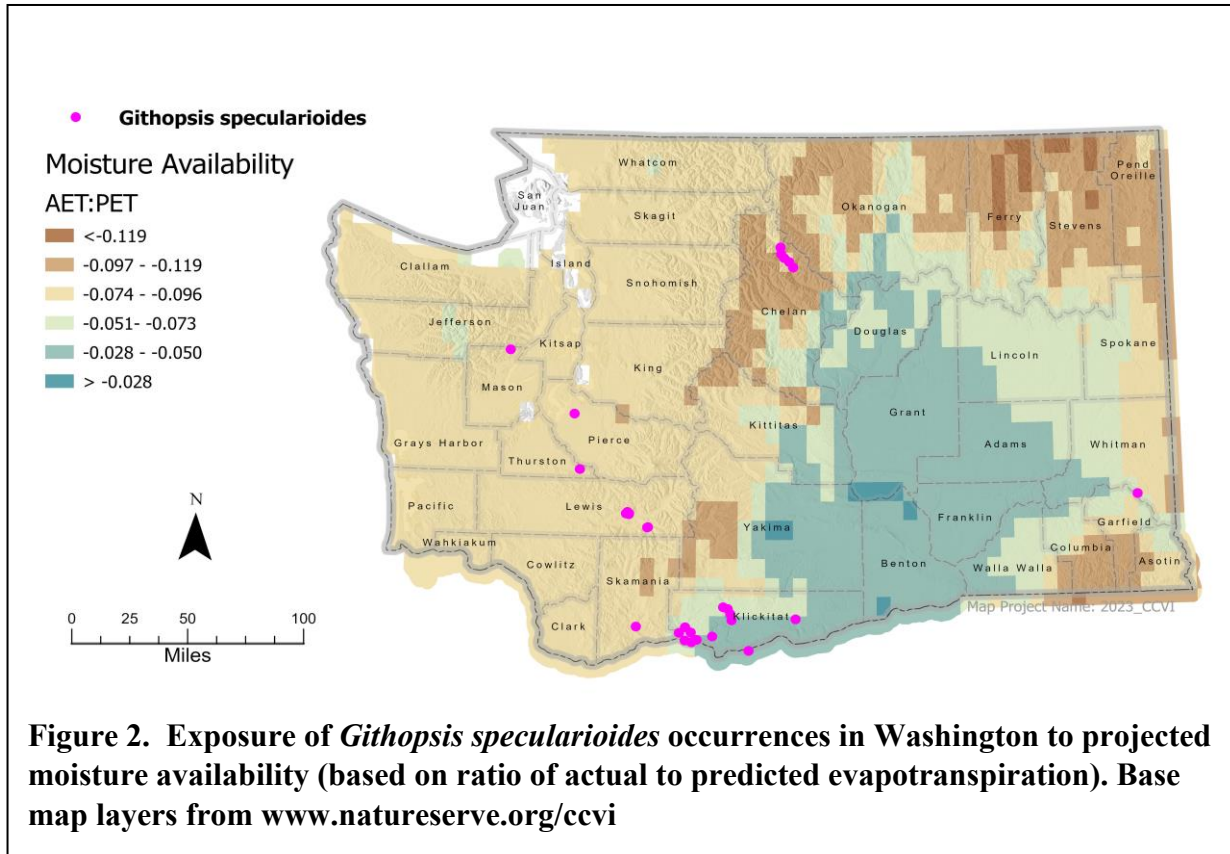 Githopsis specularioides
Moisture Availability
AET:PET
<-0.119
-0.097 - -0.119
-0.074 - -0.096
-0.051- -0.073
-0.028 - -0.050
> -0.028
N
0 25 50 100
Miles
Whatcom
San
Juan
Skagit
Island
Clallam
Snohomish
Jefferson
Kitsap
King
Mason
Grays Harbor
Pierce
Thurston
Pacific
Lewis
Wahkiakum
Cowlitz
Skamania
Clark
Okanogan
Ferry
Stevens
Pend
Oreille
Chelan
Douglas
Lincoln
Spokane
Kittitas
Grant
Adams
Whitman
Yakima
Franklin
Garfield
Columbia
Asotin
Benton
Walla Walla
Klickitat
Map Project Name: 2023_CCVI
Figure 2.  Exposure of Githopsis specularioides occurrences in Washington to projected
moisture availability (based on ratio of actual to predicted evapotranspiration). Base
map layers from www.natureserve.org/ccvi